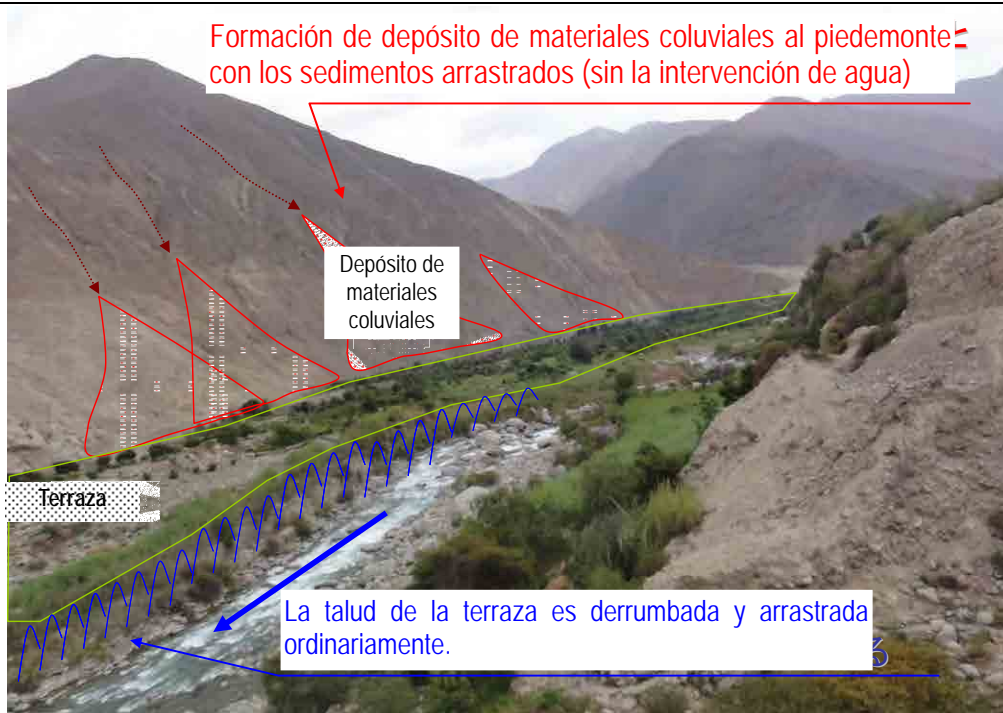 Formación de depósito de materiales coluviales al piedemonte
con los sedimentos arrastrados (sin la intervención de agua)
Depósito de
materiales
coluviales
Terraza
La talud de la terraza es derrumbada y arrastrada
ordinariamente.